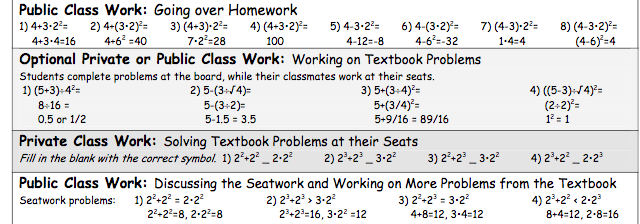 Public Class Work: Going over Homework
1) 4+3·2²= 2) 4+(3·2)²= 3) (4+3)·2²= 4) (4+3·2)²= 5) 4-3·2²= 6) 4-(3·2)²= 7) (4-3)·2²= 8) (4-3·2)²=
4+3·4=16 4+6² =40 7·2²=28 100 4-12=-8 4-6²=-32 1·4=4 (4-6)²=4
Optional Private or Public Class Work: Working on Textbook Problems
Students complete problems at the board, while their classmates work at their seats.
1) (5+3)÷4²= 2) 5-(3÷√4)= 3) 5+(3÷4)²= 4) ((5-3)÷√4)²=
8÷16 = 5-(3÷2)= 5+(3/4)²= (2÷2)²=
0.5 or 1/2 5-1.5 = 3.5 5+9/16 = 89/16 1² = 1
Private Class Work: Solving Textbook Problems at their Seats
Fill in the blank with the correct symbol. 1) 2²+2² _ 2·2² 2) 2³+2³ _ 3·2² 3) 2²+2³ _ 3·2² 4) 2³+2³ _ 2·2³
Public Class Work: Discussing the Seatwork and Working on More Problems from the Textbook
Seatwork problems: 1) 2²+2² = 2·2² 2) 2³+2³ > 3·2² 3) 2²+2³ = 3·2² 4) 2³+2² < 2·2³
2²+2²=8, 2·2²=8 2³+2³=16, 3·2² =12 4+8=12, 3·4=12 8+4=12, 2·8=16